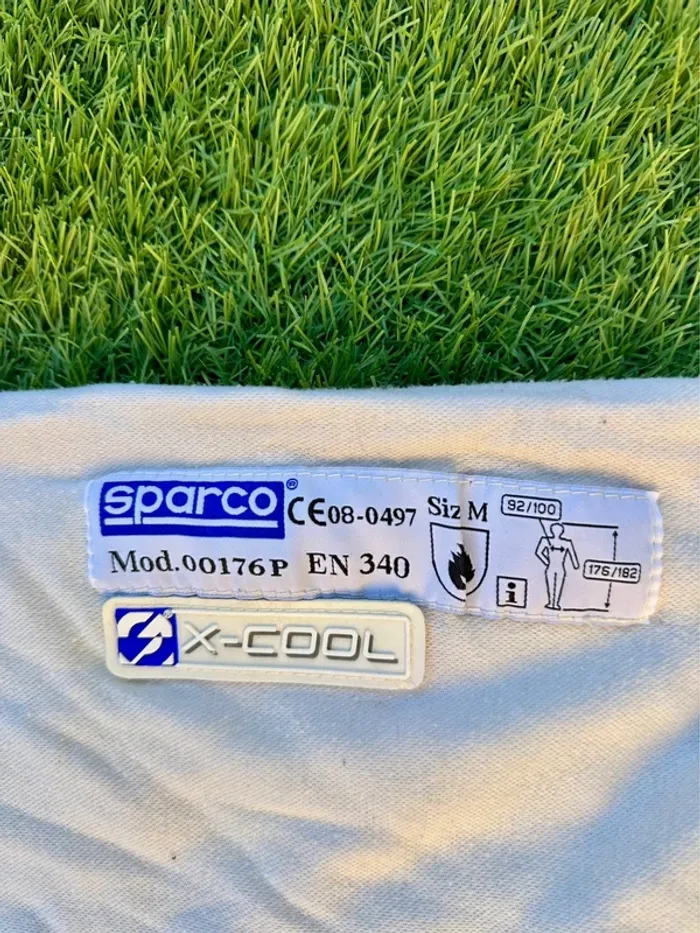 sparco® CE08-0497 Siz M 92/100
Mod.00176P EN 340 i 176/182
X-COOL®